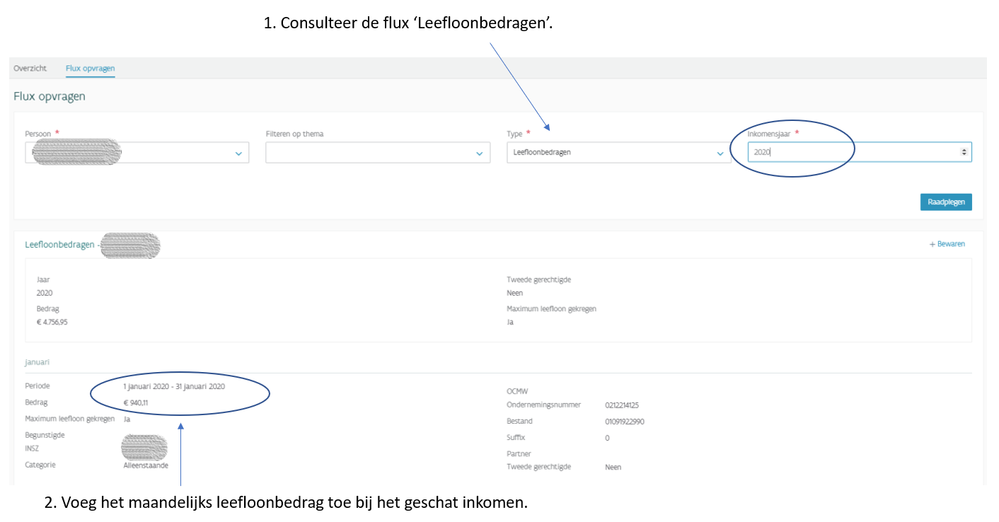 1. Consulteer de flux ‘Leefloonbedragen’.
Overzicht Flux opvragen
Flux opvragen
Persoon * Filteren op thema Type * Inkomensjaar *
Leefloonbedragen 2020
Raadplegen
Leefloonbedragen - + Bewaren
Jaar Tweede gerechtigde
2020 Neen
Bedrag Maximum leefloon gekregen
€ 4.756,95 Ja
Januari
Periode 1 januari 2020 - 31 januari 2020
OCMW
Bedrag € 940,11
Ondernemingsnummer 0212214125
Maximum leefloon gekregen Ja
Bestand 01091922990
Begunstigde
Suffix 0
INSZ
Partner
Categorie Alleenstaande
Tweede gerechtigde Neen
2. Voeg het maandelijks leefloonbedrag toe bij het geschat inkomen.